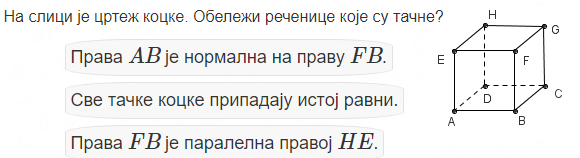 На слици је цртеж коцке. Обележи реченице које су тачне?
Права AB је нормална на праву FB.
Све тачке коцке припадају истој равни.
Права FB је паралелна правој HE.
H
G
E
F
D
C
A
B